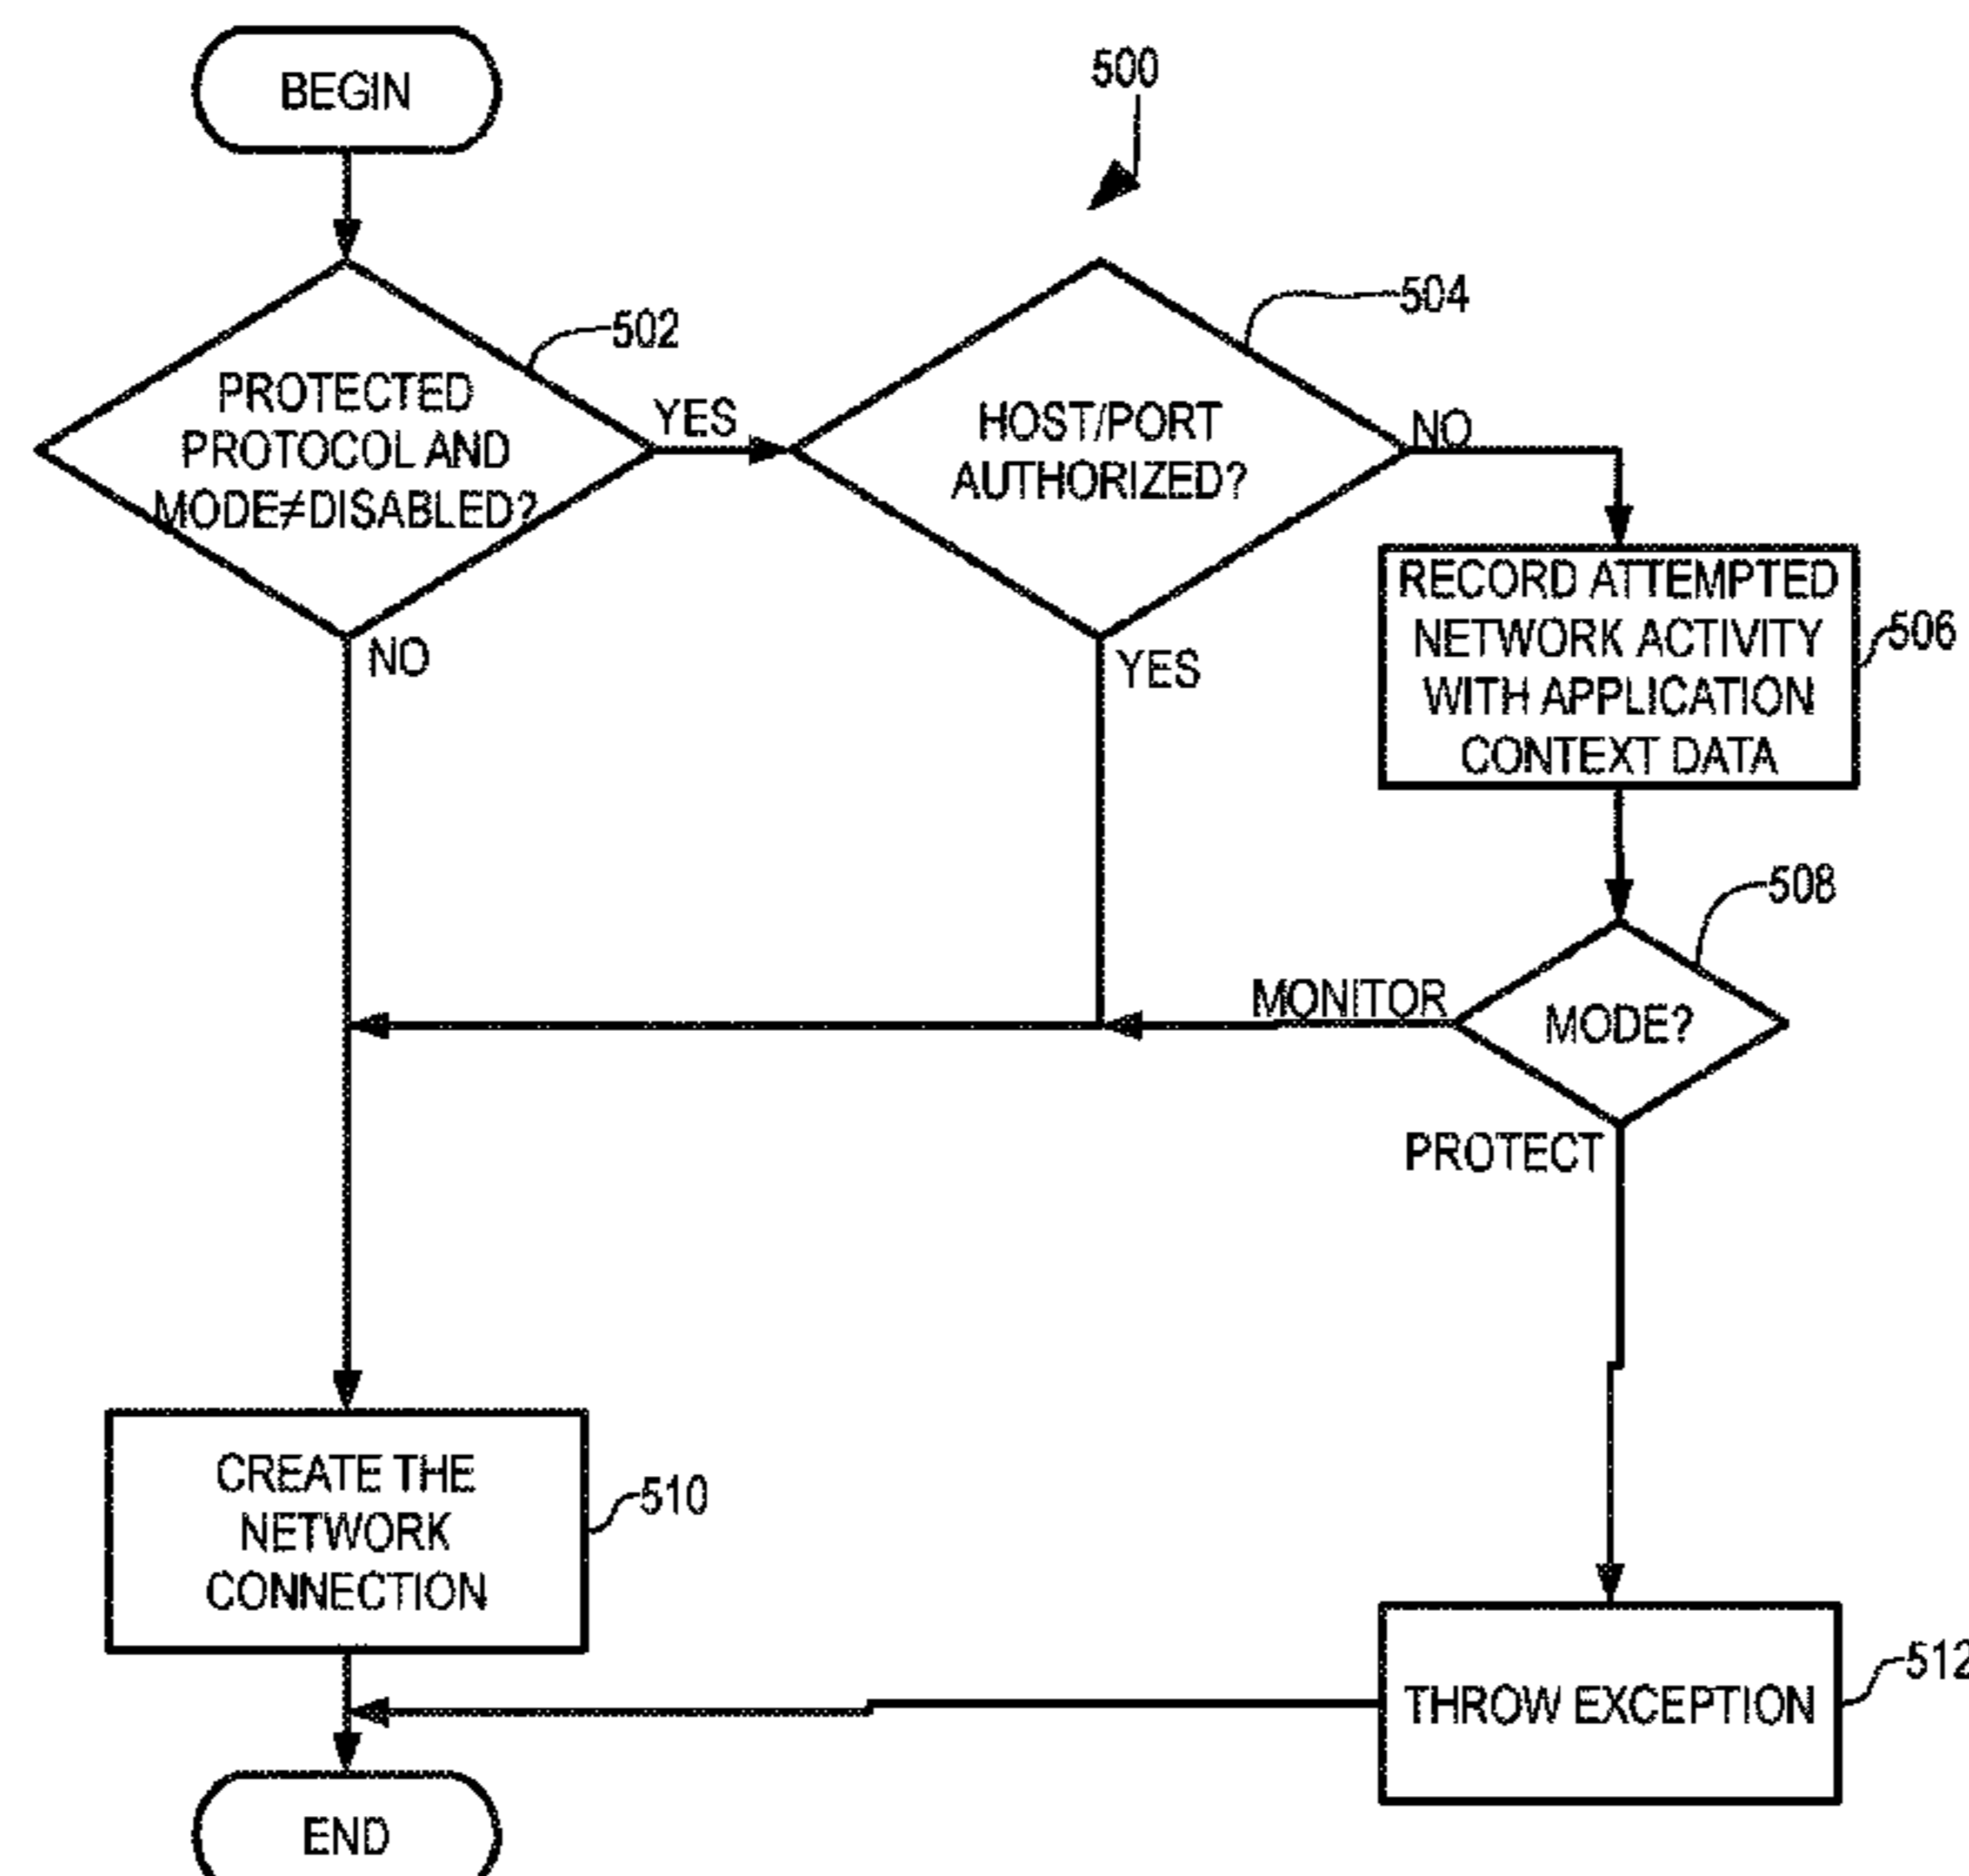 BEGIN
500
502
PROTECTED
PROTOCOL AND
MODE≠DISABLED?
YES
NO
504
HOST/PORT
AUTHORIZED?
NO
YES
RECORD ATTEMPTED
NETWORK ACTIVITY
WITH APPLICATION
CONTEXT DATA
506
508
MODE?
MONITOR
PROTECT
CREATE THE
NETWORK
CONNECTION
510
THROW EXCEPTION
512
END